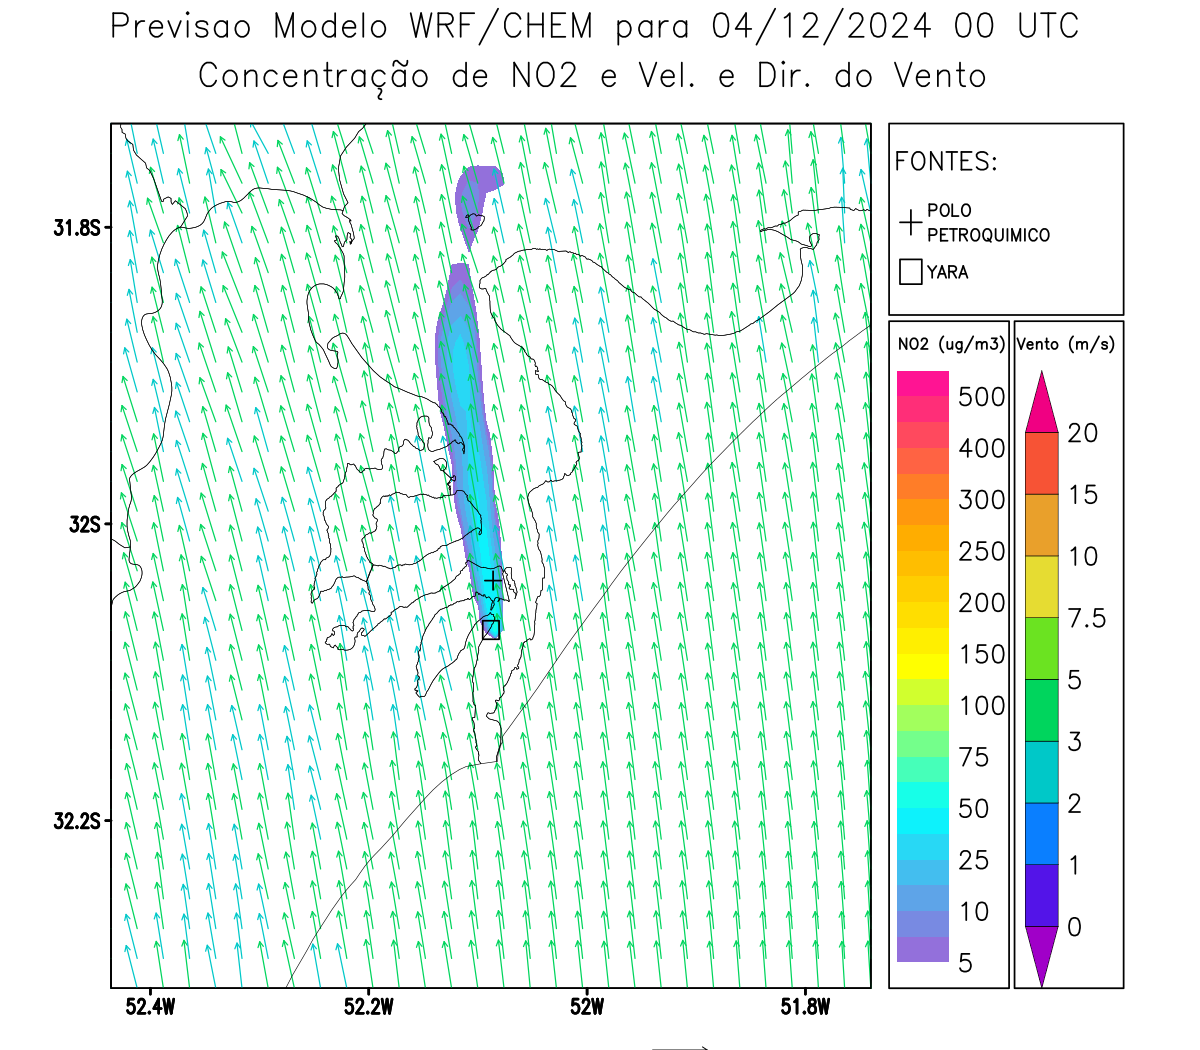 Previsao Modelo WRF/CHEM para 04/12/2024 00 UTC
Concentração de NO2 e Vel. e Dir. do Vento
FONTES:
POLO
PETROQUIMICO
YARA
NO2 (ug/m3)
500
400
300
250
200
150
100
75
50
25
10
5
Vento (m/s)
20
15
10
7.5
5
3
2
1
0
31.8S
32S
32.2S
52.4W
52.2W
52W
51.8W